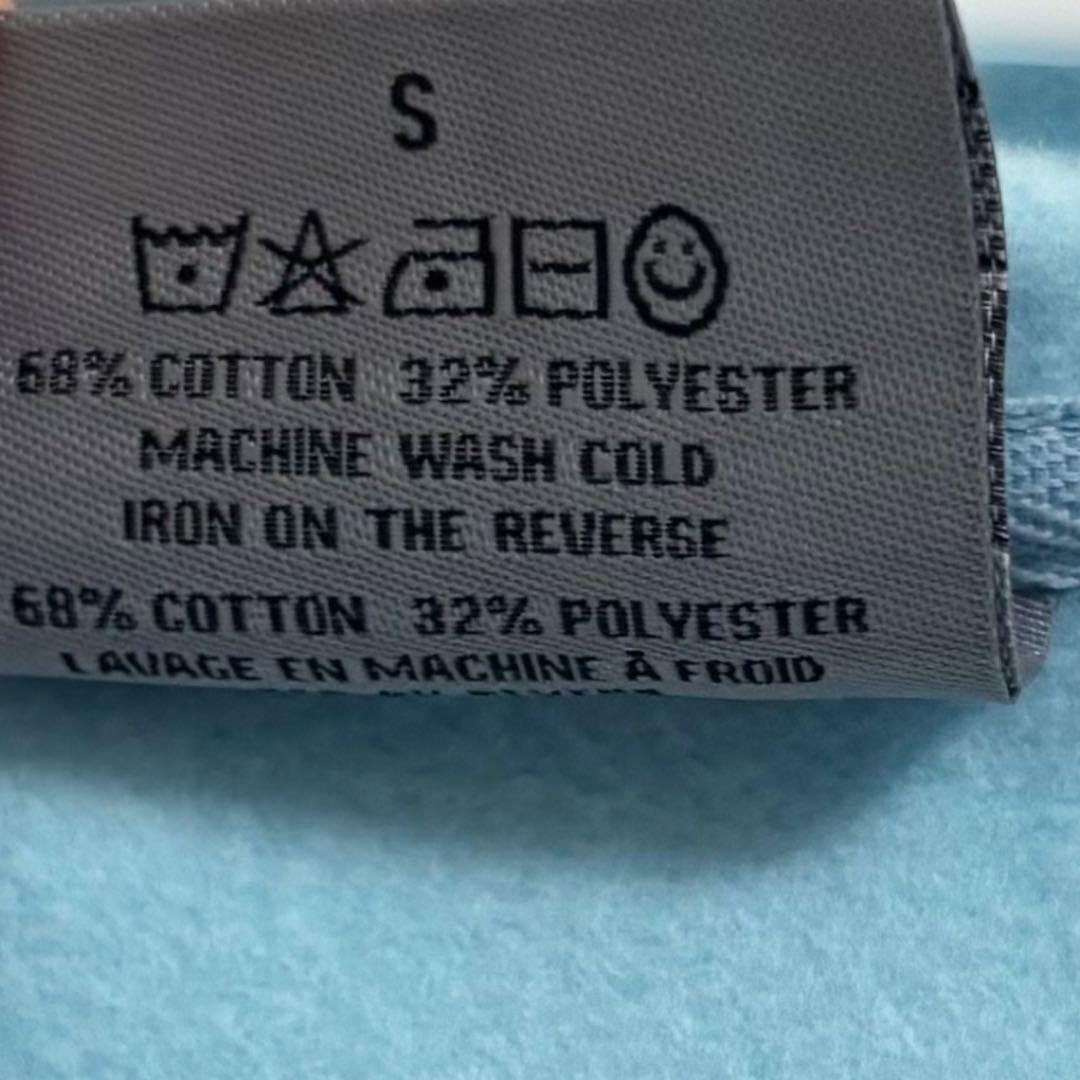 S
68% COTTON 32% POLYESTER
MACHINE WASH COLD
IRON ON THE REVERSE
68% COTTON 32% POLYESTER
LAVAGE EN MACHINE À FROID